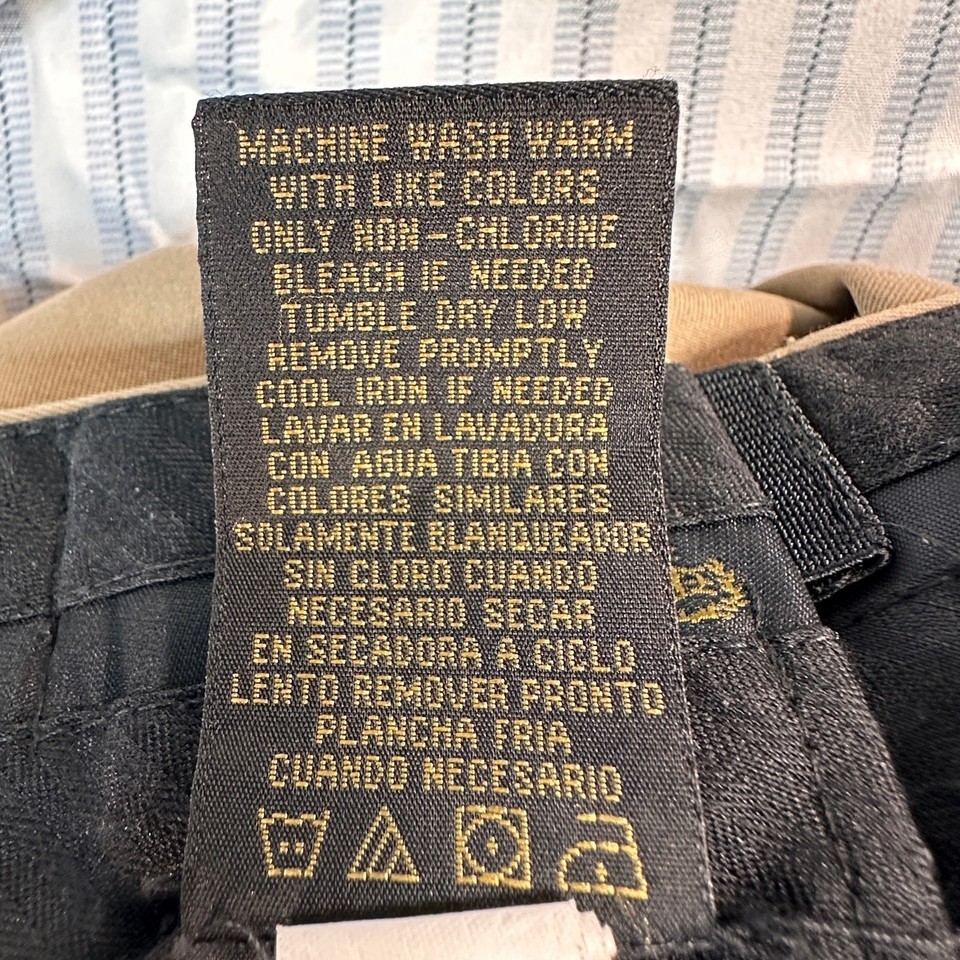 MACHINE WASH WARM
WITH LIKE COLORS
ONLY NON-CHLORINE
BLEACH IF NEEDED
TUMBLE DRY LOW
REMOVE PROMPTLY
COOL IRON IF NEEDED
LAVAR EN LAVADORA
CON AGUA TIBIA CON
COLORES SIMILARES
SOLAMENTE BLANQUEADOR
SIN CLORO CUANDO
NECESARIO SECAR
EN SECADORA A CICLO
LENTO REMOVER PRONTO
PLANCHA FRIA
CUANDO NECESARIO